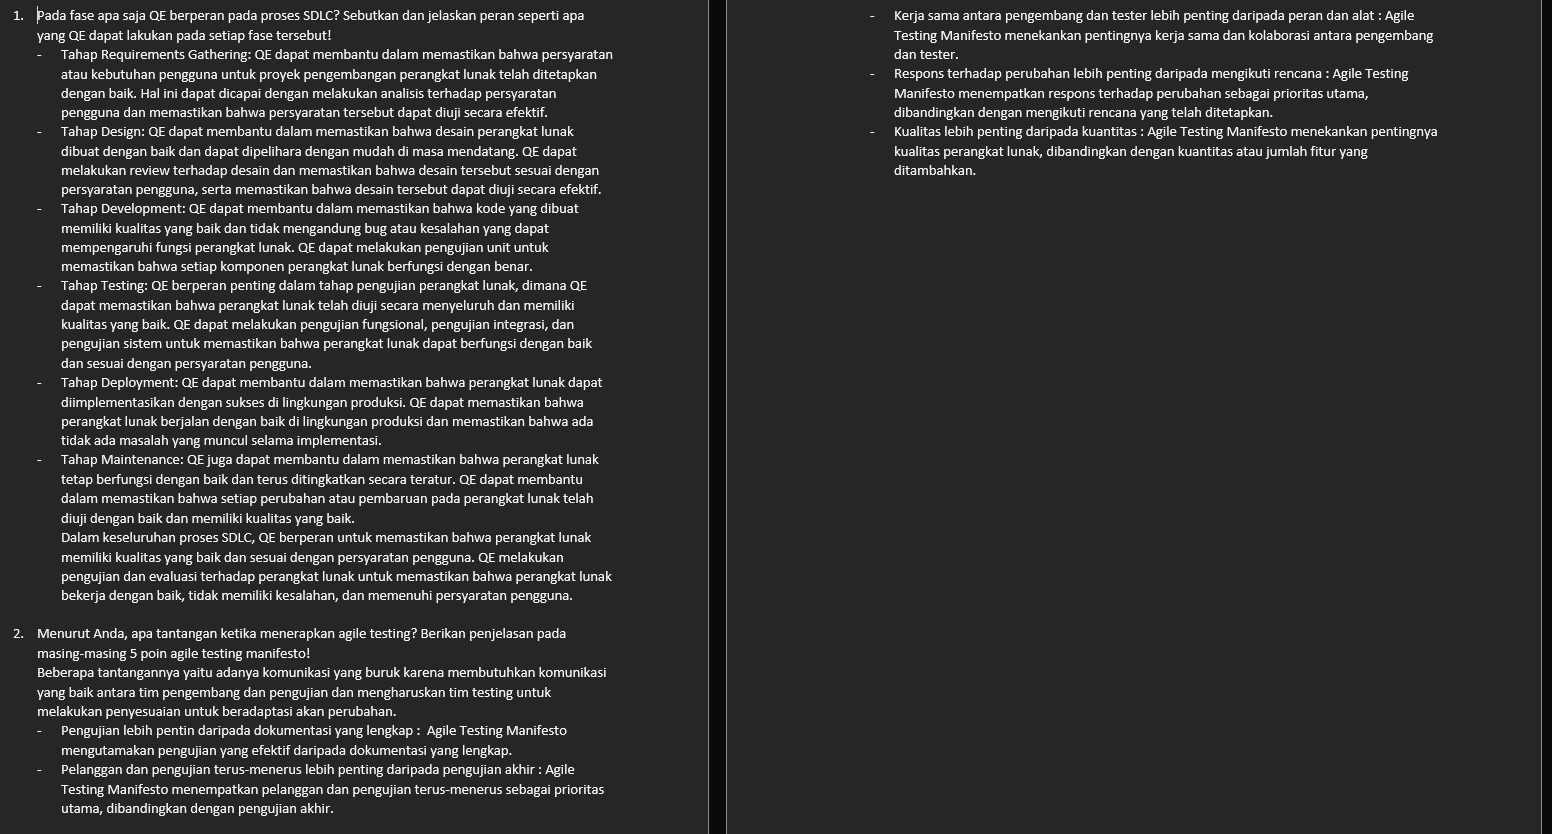 1. Pada fase apa saja QE berperan pada proses SDLC? Sebutkan dan jelaskan peran seperti apa
yang QE dapat lakukan pada setiap fase tersebut!
- Tahap Requirements Gathering: QE dapat membantu dalam memastikan bahwa persyaratan
atau kebutuhan pengguna untuk proyek pengembangan perangkat lunak telah ditetapkan
dengan baik. Hal ini dapat dicapai dengan melakukan analisis terhadap persyaratan
pengguna dan memastikan bahwa persyaratan tersebut dapat diuji secara efektif.
- Tahap Design: QE dapat membantu dalam memastikan bahwa desain perangkat lunak
dibuat dengan baik dan dapat dipelihara dengan mudah di masa mendatang. QE dapat
melakukan review terhadap desain dan memastikan bahwa desain tersebut sesuai dengan
persyaratan pengguna, serta memastikan bahwa desain tersebut dapat diuji secara efektif.
- Tahap Development: QE dapat membantu dalam memastikan bahwa kode yang dibuat
memiliki kualitas yang baik dan tidak mengandung bug atau kesalahan yang dapat
mempengaruhi fungsi perangkat lunak. QE dapat melakukan pengujian unit untuk
memastikan bahwa setiap komponen perangkat lunak berfungsi dengan benar.
- Tahap Testing: QE berperan penting dalam tahap pengujian perangkat lunak, dimana QE
dapat memastikan bahwa perangkat lunak telah diuji secara menyeluruh dan memiliki
kualitas yang baik. QE dapat melakukan pengujian fungsional, pengujian integrasi, dan
pengujian sistem untuk memastikan bahwa perangkat lunak dapat berfungsi dengan baik
dan sesuai dengan persyaratan pengguna.
- Tahap Deployment: QE dapat membantu dalam memastikan bahwa perangkat lunak dapat
diimplementasikan dengan sukses di lingkungan produksi. QE dapat memastikan bahwa
perangkat lunak berjalan dengan baik di lingkungan produksi dan memastikan bahwa ada
tidak ada masalah yang muncul selama implementasi.
- Tahap Maintenance: QE juga dapat membantu dalam memastikan bahwa perangkat lunak
tetap berfungsi dengan baik dan terus ditingkatkan secara teratur. QE dapat membantu
dalam memastikan bahwa setiap perubahan atau pembaruan pada perangkat lunak telah
diuji dengan baik dan memiliki kualitas yang baik.
Dalam keseluruhan proses SDLC, QE berperan untuk memastikan bahwa perangkat lunak
memiliki kualitas yang baik dan sesuai dengan persyaratan pengguna. QE melakukan
pengujian dan evaluasi terhadap perangkat lunak untuk memastikan bahwa perangkat lunak
bekerja dengan baik, tidak memiliki kesalahan, dan memenuhi persyaratan pengguna.
2. Menurut Anda, apa tantangan ketika menerapkan agile testing? Berikan penjelasan pada
masing-masing 5 poin agile testing manifesto!
Beberapa tantangannya yaitu adanya komunikasi yang buruk karena membutuhkan komunikasi
yang baik antara tim pengembang dan pengujian dan mengharuskan tim testing untuk
melakukan penyesuaian untuk beradaptasi akan perubahan.
- Pengujian lebih pentin daripada dokumentasi yang lengkap : Agile Testing Manifesto
mengutamakan pengujian yang efektif daripada dokumentasi yang lengkap.
- Pelanggan dan pengujian terus-menerus lebih penting daripada pengujian akhir : Agile
Testing Manifesto menempatkan pelanggan dan pengujian terus-menerus sebagai prioritas
utama, dibandingkan dengan pengujian akhir.
- Kerja sama antara pengembang dan tester lebih penting daripada peran dan alat : Agile
Testing Manifesto menekankan pentingnya kerja sama dan kolaborasi antara pengembang
dan tester.
- Respons terhadap perubahan lebih penting daripada mengikuti rencana : Agile Testing
Manifesto menempatkan respons terhadap perubahan sebagai prioritas utama,
dibandingkan dengan mengikuti rencana yang telah ditetapkan.
- Kualitas lebih penting daripada kuantitas : Agile Testing Manifesto menekankan pentingnya
kualitas perangkat lunak, dibandingkan dengan kuantitas atau jumlah fitur yang
ditambahkan.